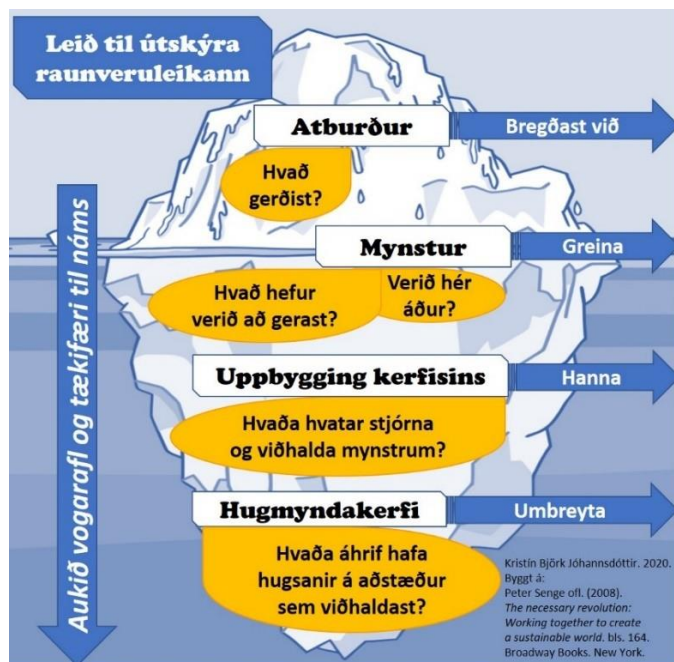 Leið til útskýra
raunveruleikann
Atburður
Bregðast við
Hvað
gerðist?
Mynstur
Greina
Hvað hefur
verið að gerast?
Verið hér
áður?
Uppbygging kerfisins
Hanna
Hvaða hvatar stjórna
og viðhalda mynstrum?
Hugmyndakerfi
Umbreyta
Hvaða áhrif hafa
hugsanir á aðstæður
sem viðhaldast?
Aukið vogarafl og tækifæri til náms
Kristín Björk Jóhannsdóttir. 2020.
Byggt á:
Peter Senge ofl. (2008).
The necessary revolution:
Working together to create
a sustainable world. bls. 164.
Broadway Books. New York.